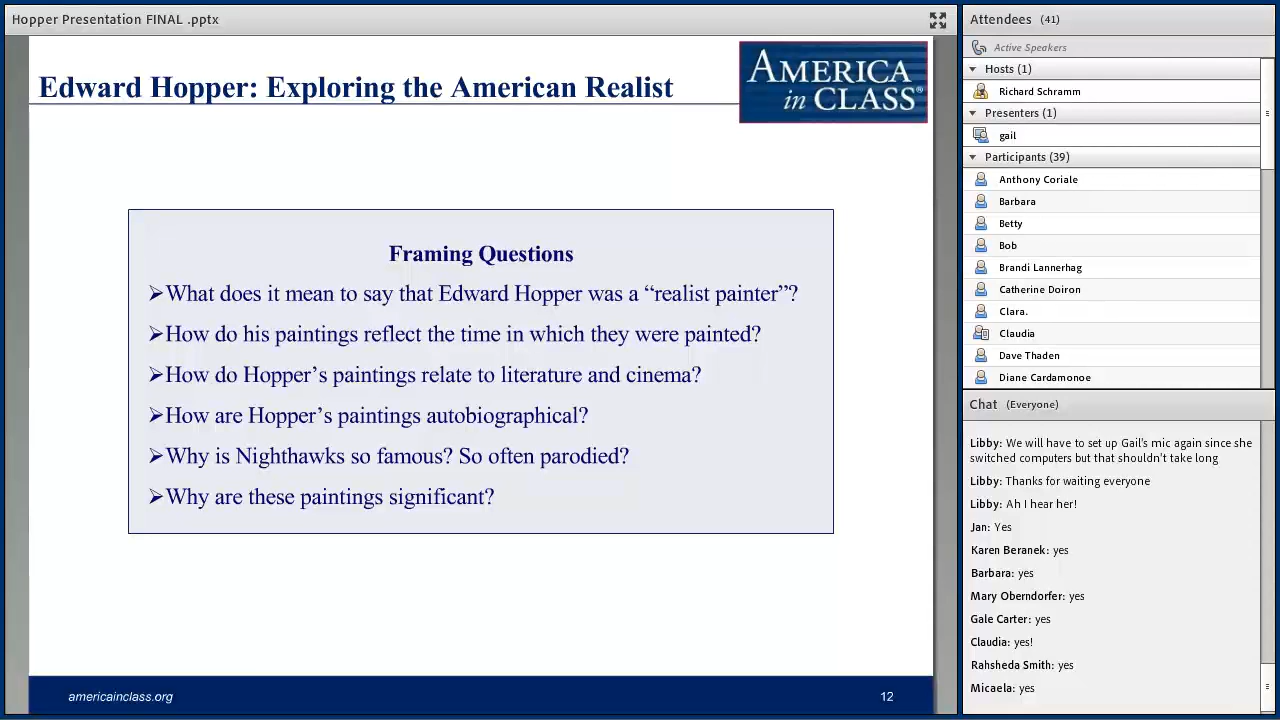 Hopper Presentation FINAL .pptx
Edward Hopper: Exploring the American Realist
AMERICA
in CLASS®
Framing Questions
➢What does it mean to say that Edward Hopper was a “realist painter”?
➢How do his paintings reflect the time in which they were painted?
➢How do Hopper’s paintings relate to literature and cinema?
➢How are Hopper’s paintings autobiographical?
➢Why is Nighthawks so famous? So often parodied?
➢Why are these paintings significant?
americainclass.org
12
Attendees (41)
Active Speakers
Hosts (1)
Richard Schramm
Presenters (1)
gail
Participants (39)
Anthony Coriale
Barbara
Betty
Bob
Brandi Lannerhag
Catherine Doiron
Clara.
Claudia
Dave Thaden
Diane Cardamonoe
Chat (Everyone)
Libby: We will have to set up Gail's mic again since she
switched computers but that shouldn't take long
Libby: Thanks for waiting everyone
Libby: Ah I hear her!
Jan: Yes
Karen Beranek: yes
Barbara: yes
Mary Oberndorfer: yes
Gale Carter: yes
Claudia: yes!
Rahsheda Smith: yes
Micaela: yes